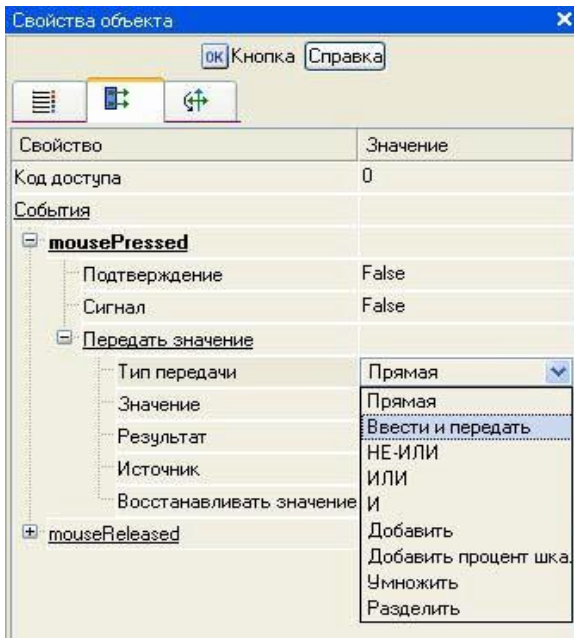 Свойства объекта
ок Кнопка Справка
Свойство Значение
Код доступа 0
События
mousePressed
Подтверждение False
Сигнал False
Передать значение
Тип передачи Прямая
Значение Прямая
Ввести и передать
Результат НЕ-ИЛИ
Источник ИЛИ
Восстанавливать значение И
mouseReleased Добавить
Добавить процент шка.
Умножить
Разделить